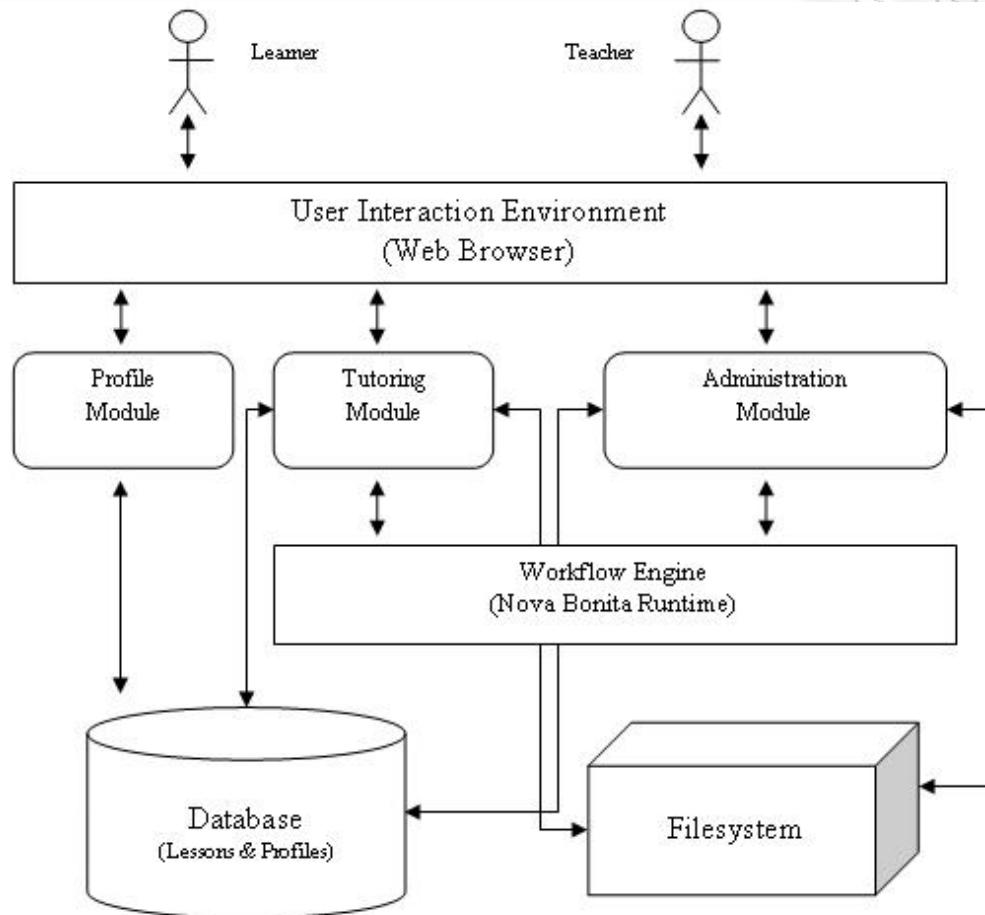 Learner
Teacher
User Interaction Environment
(Web Browser)
Profile
Module
Tutoring
Module
Administration
Module
Workflow Engine
(Nova Bonita Runtime)
Database
(Lessons & Profiles)
Filesystem